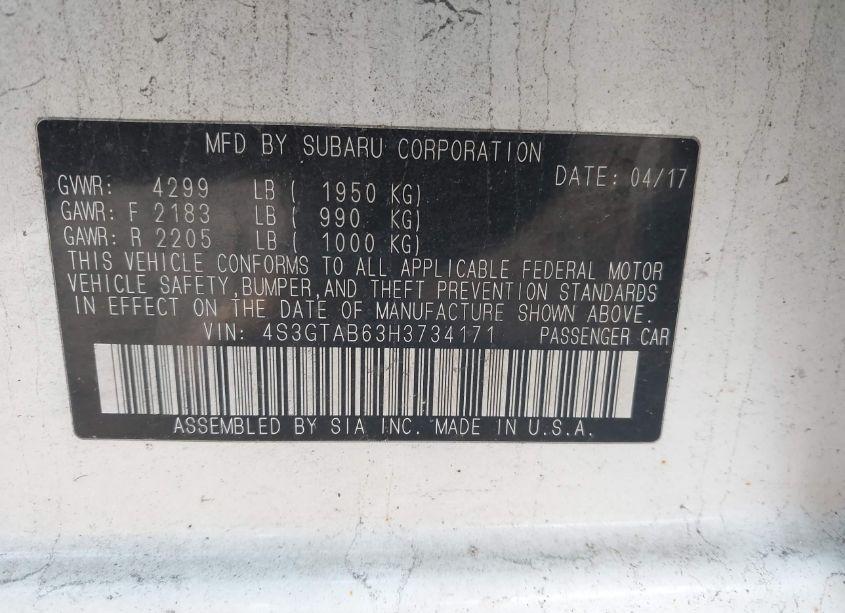 MFD BY SUBARU CORPORATION
DATE: 04/17
GVWR: 4299 LB ( 1950 KG)
GAWR: F 2183 LB ( 990 KG)
GAWR: R 2205 LB ( 1000 KG)
THIS VEHICLE CONFORMS TO ALL APPLICABLE FEDERAL MOTOR
VEHICLE SAFETY,BUMPER,AND THEFT PREVENTION STANDARDS
IN EFFECT ON THE DATE OF MANUFACTURE SHOWN ABOVE.
VIN: 4S3GTAB63H3734171 PASSENGER CAR
ASSEMBLED BY SIA INC. MADE IN U.S.A.